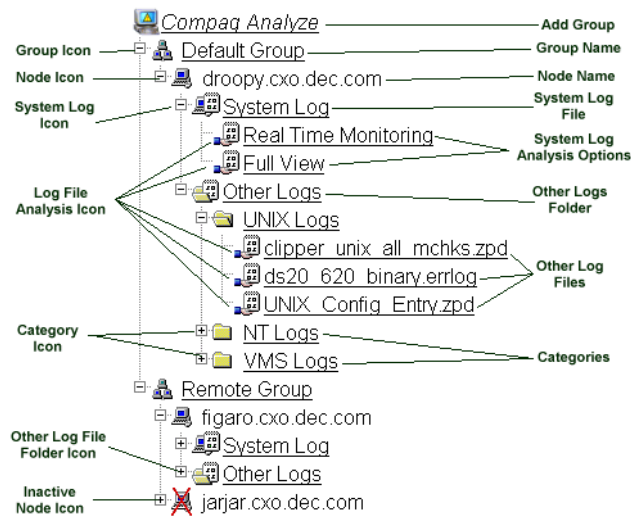 Compaq Analyze
Add Group
Group Icon
Default Group
Group Name
Node Icon
droopy.cxo.dec.com
Node Name
System Log
Icon
System Log
System Log
File
Real Time Monitoring
System Log
Analysis Options
Full View
Log File
Analysis Icon
Other Logs
Other Logs
Folder
UNIX Logs
clipper_unix_all_mchks.zpd
ds20_620_binary.errlog
Other Log
Files
UNIX_Config_Entry.zpd
Category
Icon
NT Logs
VMS Logs
Categories
Remote Group
figaro.cxo.dec.com
Other Log File
Folder Icon
System Log
Other Logs
Inactive
Node Icon
jarjar.cxo.dec.com